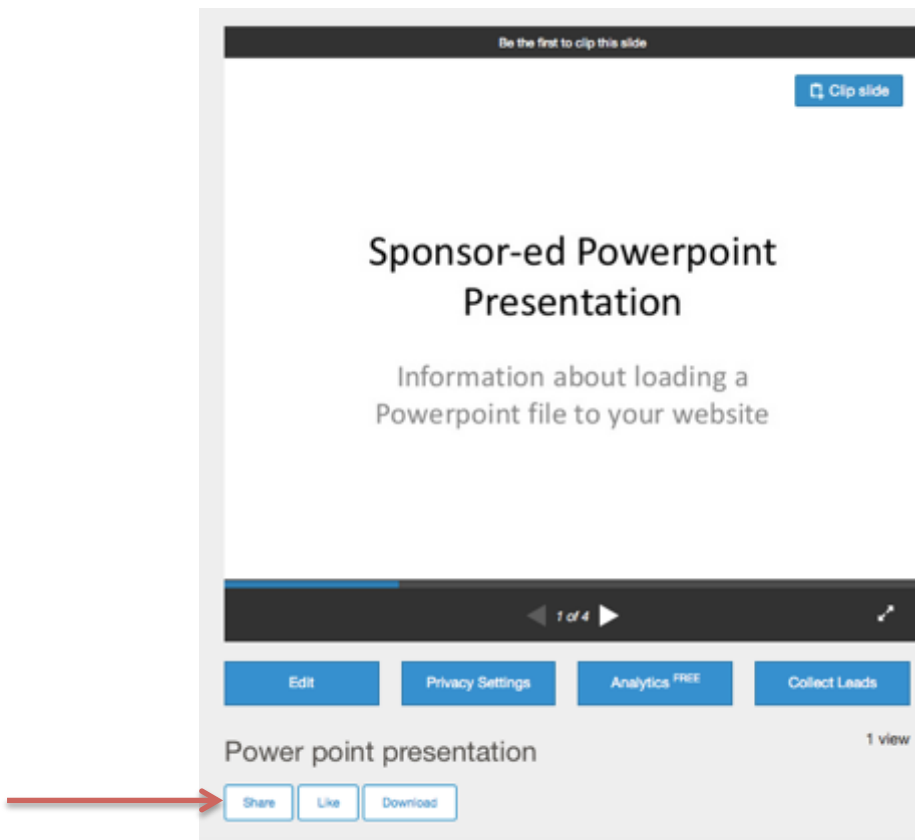 Be the first to clip this slide
Clip slide
Sponsor-ed Powerpoint
Presentation
Information about loading a
Powerpoint file to your website
1 of 4
Edit Privacy Settings Analytics FREE Collect Leads
Power point presentation 1 view
Share Like Download